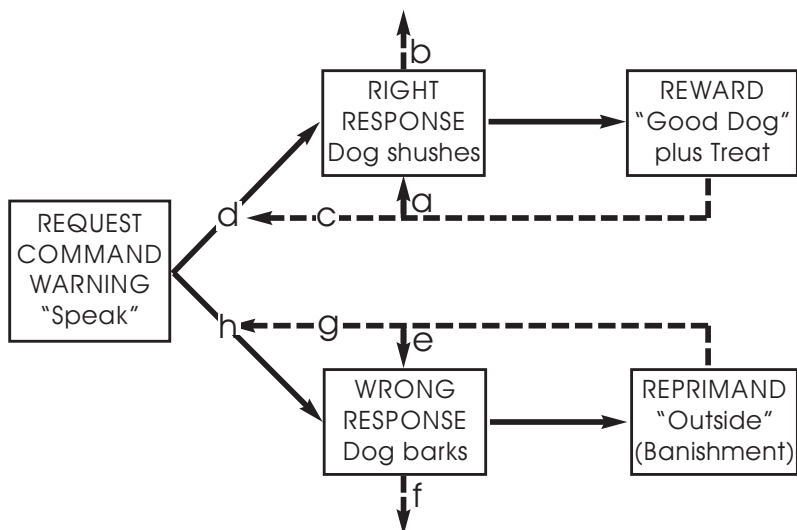 b
RIGHT
RESPONSE
Dog shushes
REWARD
“Good Dog”
plus Treat
a
d
c
REQUEST
COMMAND
WARNING
“Speak”
h
g
e
WRONG
RESPONSE
Dog barks
REPRIMAND
“Outside”
(Banishment)
f